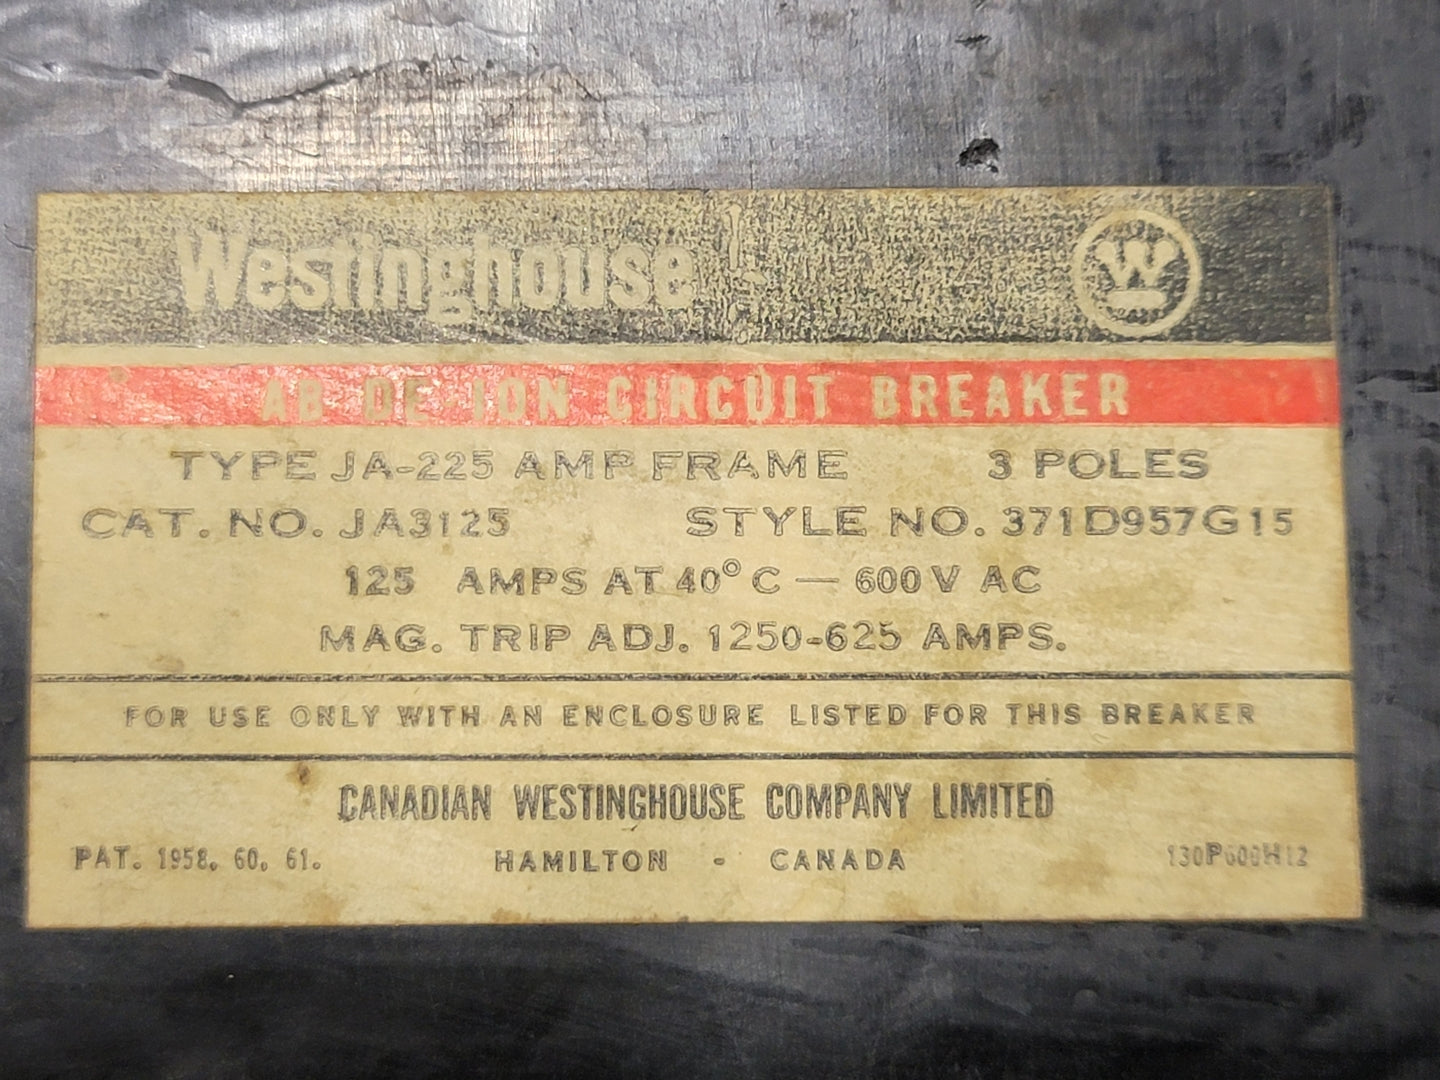 Westinghouse W
AB DE-ION CIRCUIT BREAKER
TYPE JA-225 AMP FRAME 3 POLES
CAT. NO. JA3125 STYLE NO. 371D957G15
125 AMPS AT 40°C — 600 V AC
MAG. TRIP ADJ. 1250-625 AMPS.
FOR USE ONLY WITH AN ENCLOSURE LISTED FOR THIS BREAKER
CANADIAN WESTINGHOUSE COMPANY LIMITED
PAT. 1958, 60, 61. HAMILTON - CANADA 130P600H12